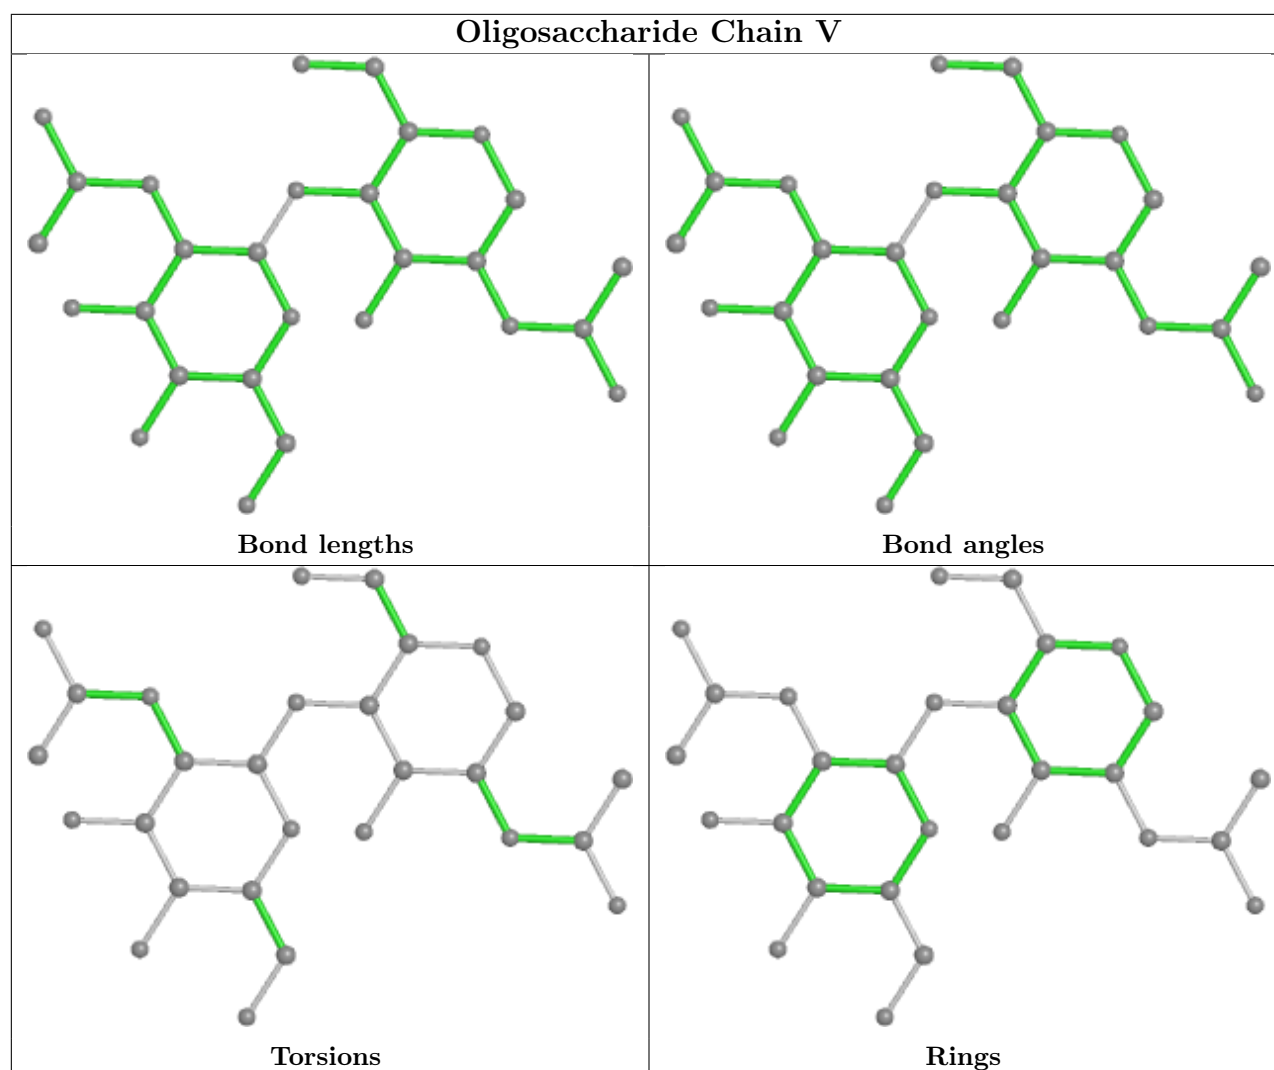 Oligosaccharide Chain V
Bond lengths
Bond angles
Torsions
Rings